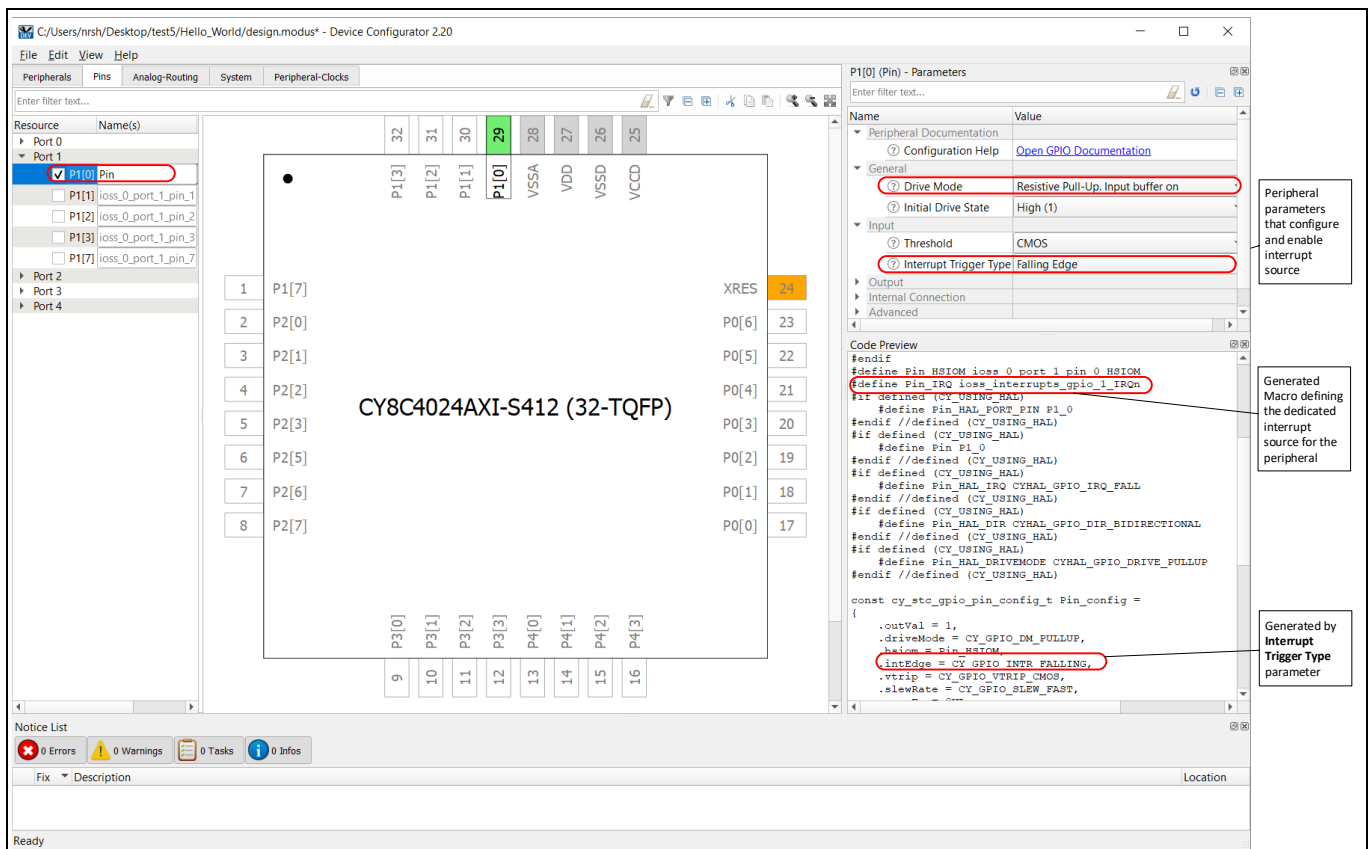 C:/Users/nrsh/Desktop/test5/Hello_World/design.modus* - Device Configurator 2.20
File Edit View Help
Peripherals Pins Analog-Routing System Peripheral-Clocks
Enter filter text...
Resource Name(s)
Port 0
Port 1
P1[0] Pin
P1[1] ioss_0_port_1_pin_1
P1[2] ioss_0_port_1_pin_2
P1[3] ioss_0_port_1_pin_3
P1[7] ioss_0_port_1_pin_7
Port 2
Port 3
Port 4
32 31 30 29 28 27 26 25
P1[3] P1[2] P1[1] P1[0] VSSA VDD VSSD VCCD
1 P1[7] XRES 24
2 P2[0] P0[6] 23
3 P2[1] P0[5] 22
4 P2[2] P0[4] 21
CY8C4024AXI-S412 (32-TQFP)
5 P2[3] P0[3] 20
6 P2[5] P0[2] 19
7 P2[6] P0[1] 18
8 P2[7] P0[0] 17
P3[0] P3[1] P3[2] P3[3] P4[0] P4[1] P4[2] P4[3]
9 10 11 12 13 14 15 16
P1[0] (Pin) - Parameters
Enter filter text...
Name Value
Peripheral Documentation
Configuration Help Open GPIO Documentation
General
Drive Mode Resistive Pull-Up. Input buffer on
Initial Drive State High (1)
Input
Threshold CMOS
Interrupt Trigger Type Falling Edge
Output
Internal Connection
Advanced
Code Preview
#endif
#define Pin_HSIOM ioss_0_port_1_pin_0_HSIOM
#define Pin_IRQ ioss_interrupts_gpio_1_IRQn
#if defined (CY_USING_HAL)
#define Pin_HAL_PORT_PIN P1_0
#endif //defined (CY_USING_HAL)
#if defined (CY_USING_HAL)
#define Pin P1_0
#endif //defined (CY_USING_HAL)
#if defined (CY_USING_HAL)
#define Pin_HAL_IRQ CYHAL_GPIO_IRQ_FALL
#endif //defined (CY_USING_HAL)
#if defined (CY_USING_HAL)
#define Pin_HAL_DIR CYHAL_GPIO_DIR_BIDIRECTIONAL
#endif //defined (CY_USING_HAL)
#if defined (CY_USING_HAL)
#define Pin_HAL_DRIVEMODE CYHAL_GPIO_DRIVE_PULLUP
#endif //defined (CY_USING_HAL)
const cy_stc_gpio_pin_config_t Pin_config =
{
.outVal = 1,
.driveMode = CY_GPIO_DM_PULLUP,
.hsiom = Pin_HSIOM,
.intEdge = CY_GPIO_INTR_FALLING,
.vtrip = CY_GPIO_VTRIP_CMOS,
.slewRate = CY_GPIO_SLEW_FAST,
Peripheral
parameters
that configure
and enable
interrupt
source
Generated
Macro defining
the dedicated
interrupt
source for the
peripheral
Generated by
Interrupt
Trigger Type
parameter
Notice List
0 Errors 0 Warnings 0 Tasks 0 Infos
Fix Description Location
Ready